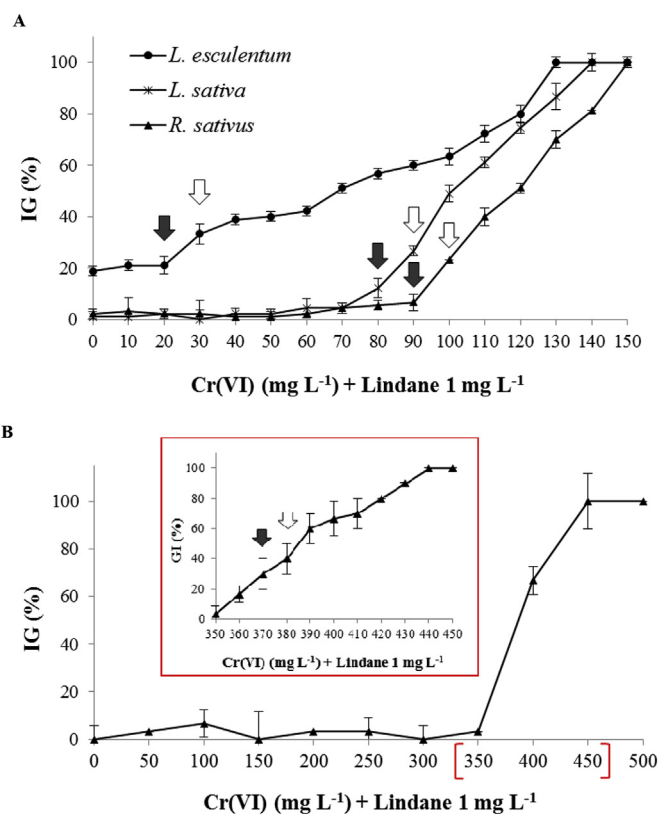 A
L. esculentum
L. sativa
R. sativus
IG (%)
100
80
60
40
20
0
0 10 20 30 40 50 60 70 80 90 100 110 120 130 140 150
Cr(VI) (mg L-1) + Lindane 1 mg L-1
B
GI (%)
100
80
60
40
20
0
350 360 370 380 390 400 410 420 430 440 450
Cr(VI) (mg L-1) + Lindane 1 mg L-1
IG (%)
100
80
60
40
20
0
0 50 100 150 200 250 300 350 400 450 500
Cr(VI) (mg L-1) + Lindane 1 mg L-1